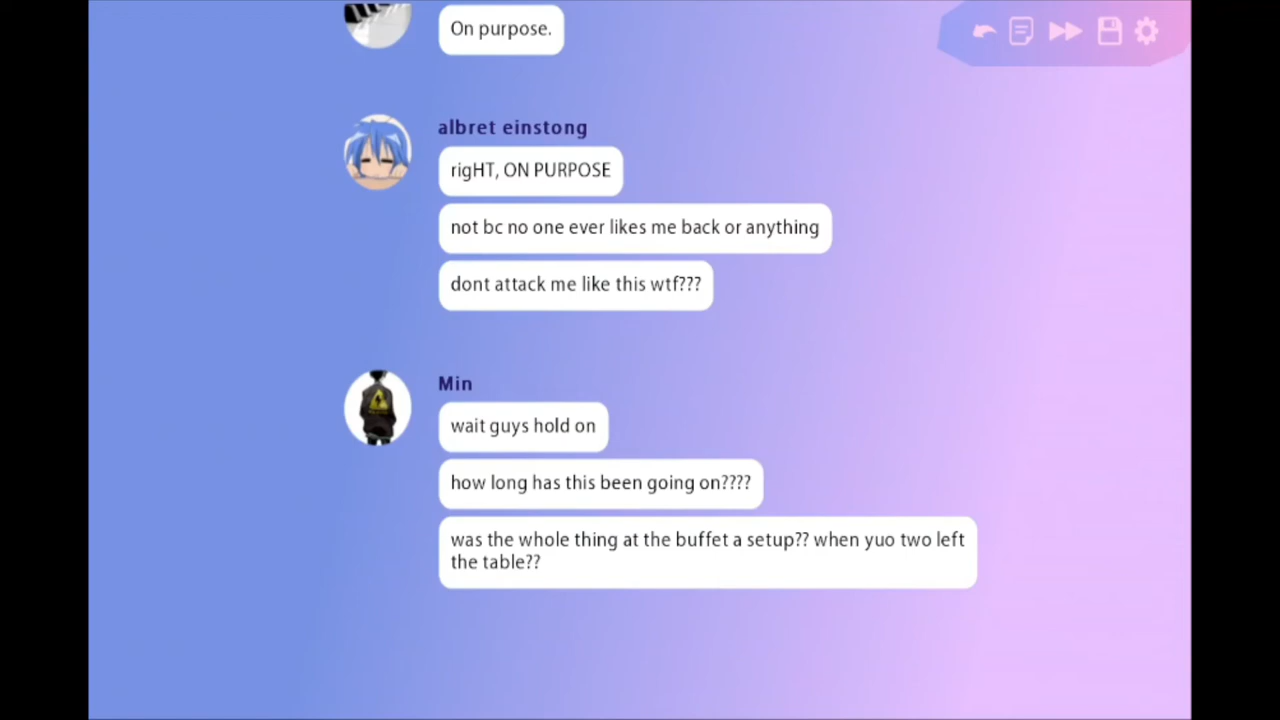 On purpose.
albret einstong
rigHT, ON PURPOSE
not bc no one ever likes me back or anything
dont attack me like this wtf???
Min
wait guys hold on
how long has this been going on????
was the whole thing at the buffet a setup?? when yuo two left
the table??